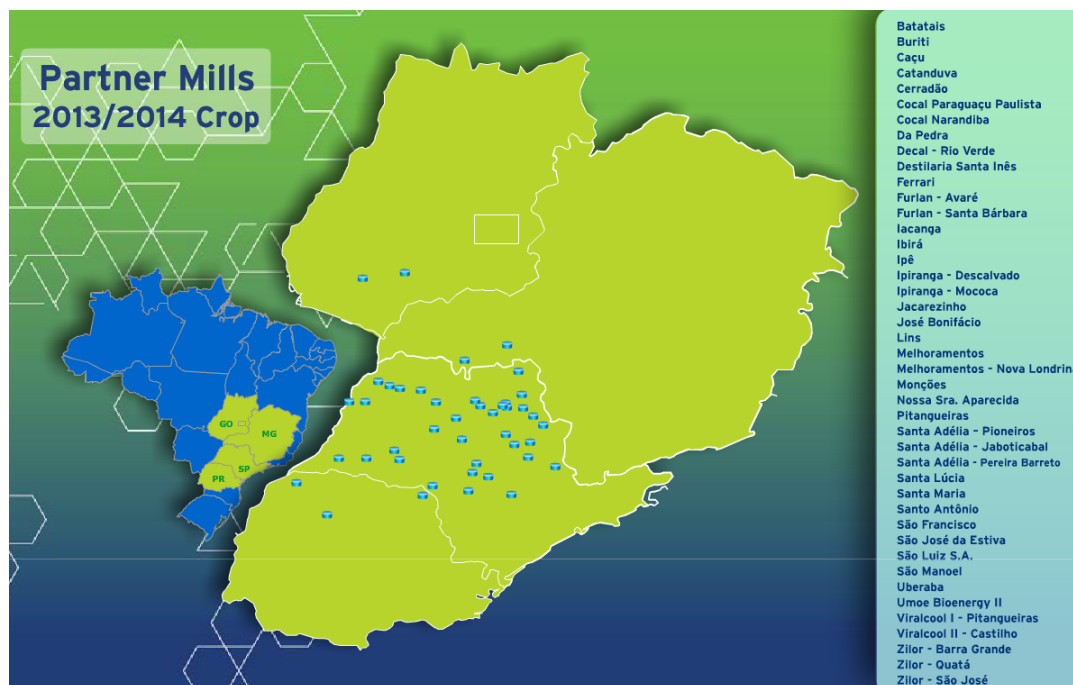 Partner Mills
2013/2014 Crop
GO
MG
SP
PR
Batatais
Buriti
Caçu
Catanduva
Cerradão
Cocal Paraguaçu Paulista
Cocal Narandiba
Da Pedra
Decal - Rio Verde
Destilaria Santa Inês
Ferrari
Furlan - Avaré
Furlan - Santa Bárbara
Iacanga
Ibirá
Ipê
Ipiranga - Descalvado
Ipiranga - Mococa
Jacarezinho
José Bonifácio
Lins
Melhoramentos
Melhoramentos - Nova Londrina
Monções
Nossa Sra. Aparecida
Pitangueiras
Santa Adélia - Pioneiros
Santa Adélia - Jaboticabal
Santa Adélia - Pereira Barreto
Santa Lúcia
Santa Maria
Santo Antônio
São Francisco
São José da Estiva
São Luiz S.A.
São Manoel
Uberaba
Umoe Bioenergy II
Viralcool I - Pitangueiras
Viralcool II - Castilho
Zilor - Barra Grande
Zilor - Quatá
Zilor - São José